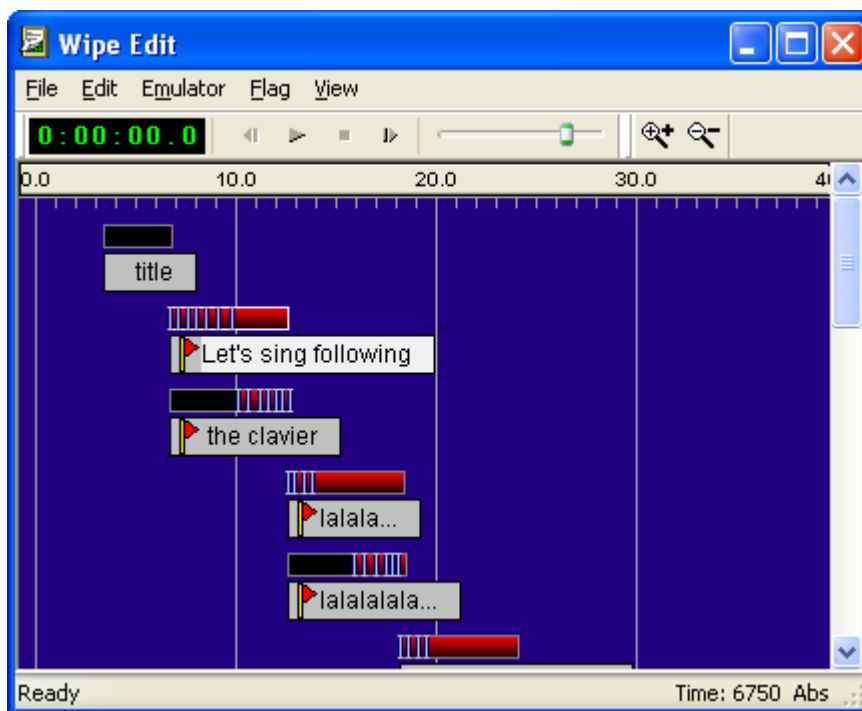 Wipe Edit
File Edit Emulator Flag View
0:00:00.0
0.0 10.0 20.0 30.0
title
Let's sing following
the clavier
lalala...
lalalalala...
Ready Time: 6750 Abs